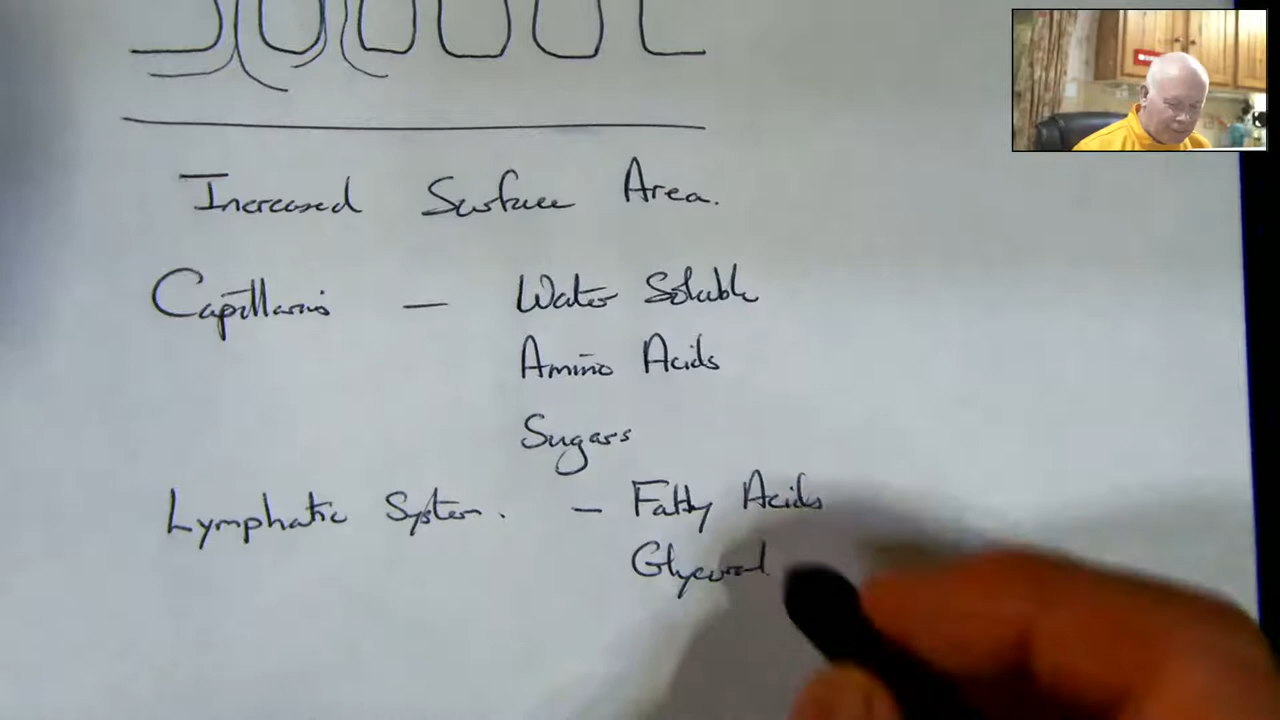 Increased Surface Area.
Capillaries – Water Soluble
Amino Acids
Sugars
Lymphatic System. – Fatty Acids
Glycerol